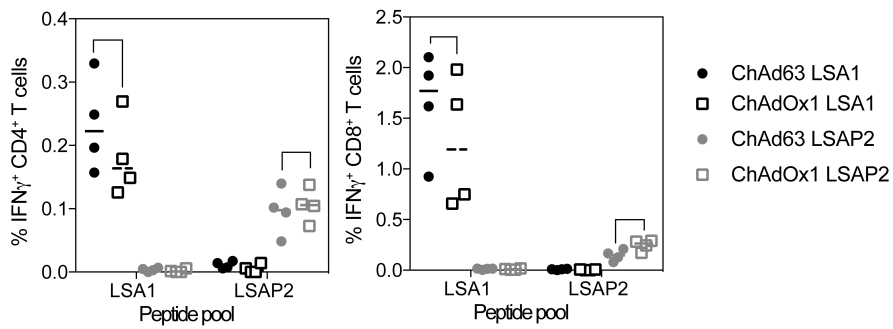 % IFNγ⁺ CD4⁺ T cells
0.4
0.3
0.2
0.1
0.0
LSA1 LSAP2
Peptide pool
% IFNγ⁺ CD8⁺ T cells
2.5
2.0
1.5
1.0
0.5
0.0
LSA1 LSAP2
Peptide pool
ChAd63 LSA1
ChAdOx1 LSA1
ChAd63 LSAP2
ChAdOx1 LSAP2